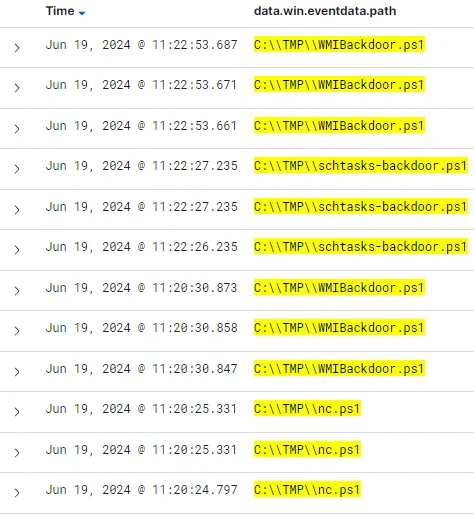 Time data.win.eventdata.path
Jun 19, 2024 @ 11:22:53.687 C:\\TMP\\WMIBackdoor.ps1
Jun 19, 2024 @ 11:22:53.671 C:\\TMP\\WMIBackdoor.ps1
Jun 19, 2024 @ 11:22:53.661 C:\\TMP\\WMIBackdoor.ps1
Jun 19, 2024 @ 11:22:27.235 C:\\TMP\\schtasks-backdoor.ps1
Jun 19, 2024 @ 11:22:27.235 C:\\TMP\\schtasks-backdoor.ps1
Jun 19, 2024 @ 11:22:26.235 C:\\TMP\\schtasks-backdoor.ps1
Jun 19, 2024 @ 11:20:30.873 C:\\TMP\\WMIBackdoor.ps1
Jun 19, 2024 @ 11:20:30.858 C:\\TMP\\WMIBackdoor.ps1
Jun 19, 2024 @ 11:20:30.847 C:\\TMP\\WMIBackdoor.ps1
Jun 19, 2024 @ 11:20:25.331 C:\\TMP\\nc.ps1
Jun 19, 2024 @ 11:20:25.331 C:\\TMP\\nc.ps1
Jun 19, 2024 @ 11:20:24.797 C:\\TMP\\nc.ps1